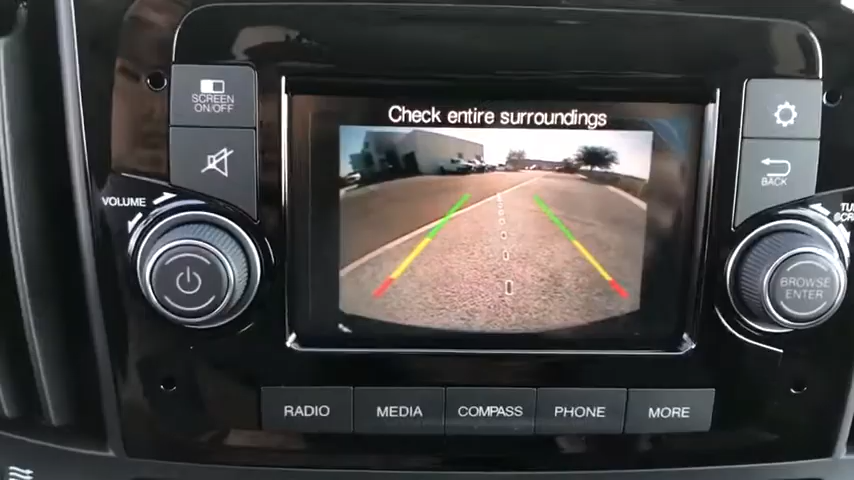 Check entire surroundings
SCREEN
ON/OFF
BACK
VOLUME
BROWSE
ENTER
RADIO
MEDIA
COMPASS
PHONE
MORE